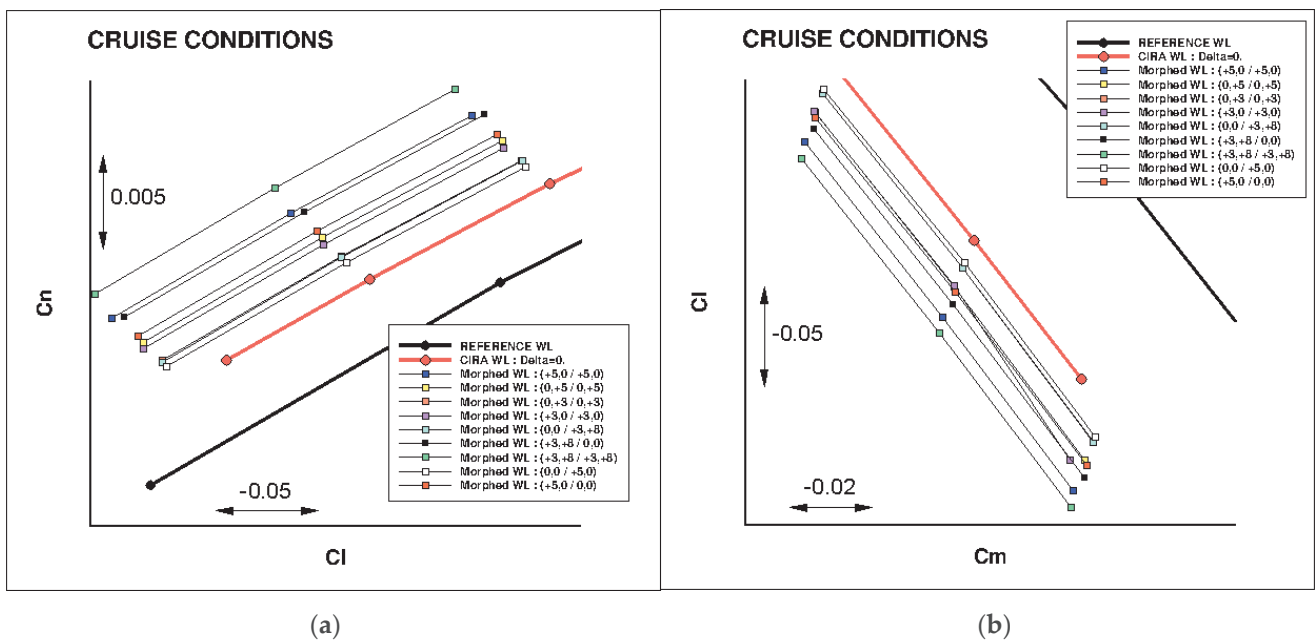 CRUISE CONDITIONS
0.005
Cn
REFERENCE WL
CIRA WL : Delta=0.
Morphed WL : {+5,0 / +5,0}
Morphed WL : {0,+5 / 0,+5}
Morphed WL : {0,+3 / 0,+3}
Morphed WL : {+3,0 / +3,0}
Morphed WL : {0,0 / +3,+8}
Morphed WL : {+3,+8 / 0,0}
Morphed WL : {+3,+8 / +3,+8}
Morphed WL : {0,0 / +5,0}
Morphed WL : {+5,0 / 0,0}
-0.05
Cl
(a)
CRUISE CONDITIONS
REFERENCE WL
CIRA WL : Delta=0.
Morphed WL : {+5,0 / +5,0}
Morphed WL : {0,+5 / 0,+5}
Morphed WL : {0,+3 / 0,+3}
Morphed WL : {+3,0 / +3,0}
Morphed WL : {0,0 / +3,+8}
Morphed WL : {+3,+8 / 0,0}
Morphed WL : {+3,+8 / +3,+8}
Morphed WL : {0,0 / +5,0}
Morphed WL : {+5,0 / 0,0}
Cl
-0.05
-0.02
Cm
(b)